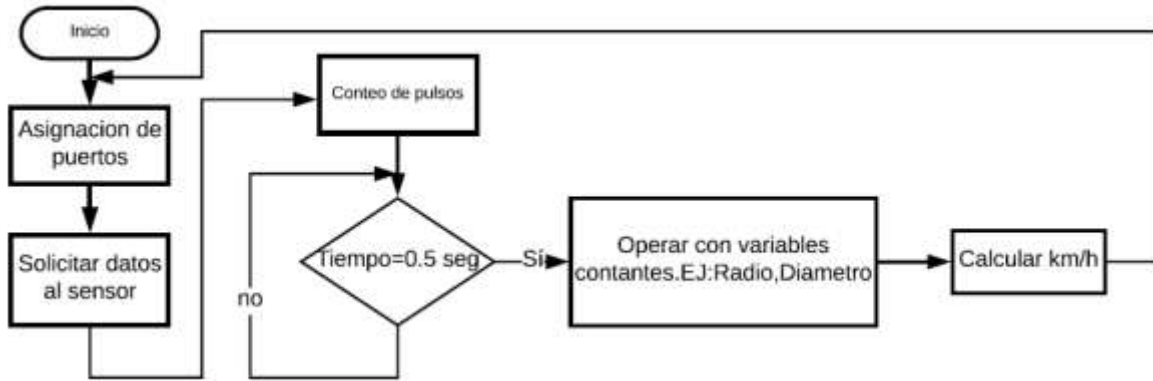 Inicio
Asignacion de
puertos
Solicitar datos
al sensor
Conteo de pulsos
Tiempo=0.5 seg
no
Sí
Operar con variables
contantes.EJ:Radio,Diametro
Calcular km/h